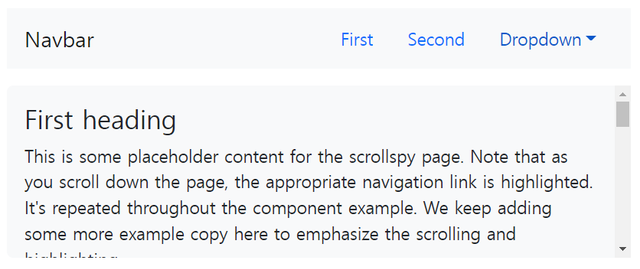 Navbar
First Second Dropdown
First heading
This is some placeholder content for the scrollspy page. Note that as
you scroll down the page, the appropriate navigation link is highlighted.
It's repeated throughout the component example. We keep adding
some more example copy here to emphasize the scrolling and
highlighting.